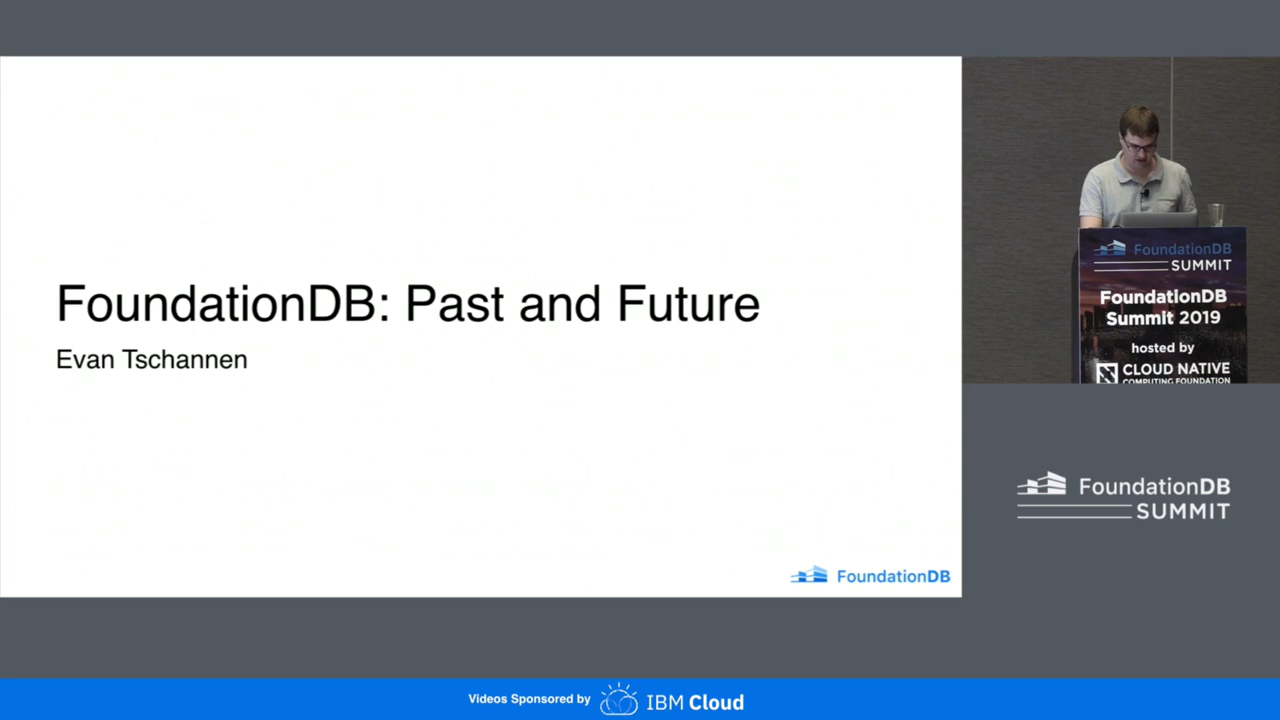 FoundationDB: Past and Future
Evan Tschannen
FoundationDB
FoundationDB
SUMMIT
FoundationDB
Summit 2019
hosted by
CLOUD NATIVE
COMPUTING FOUNDATION
FoundationDB
SUMMIT
Videos Sponsored by IBM Cloud